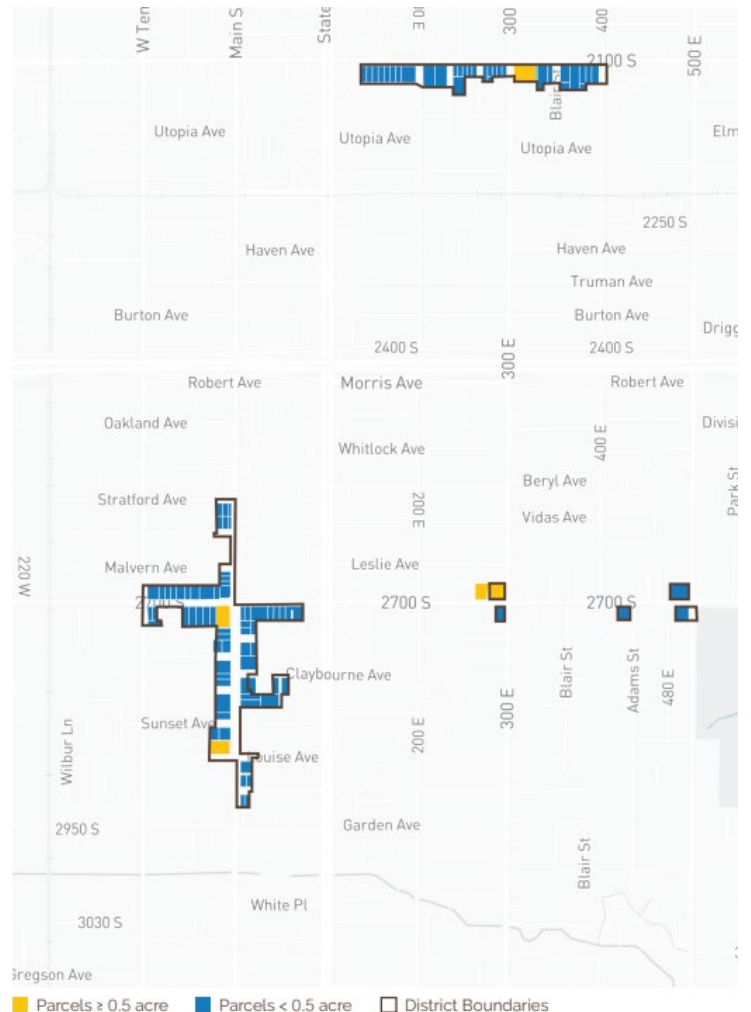 W Ten
Main S
State
300
400
2100 S
500 E
Blair St
Utopia Ave
Utopia Ave
Utopia Ave
Elm
2250 S
Haven Ave
Haven Ave
Truman Ave
Burton Ave
Burton Ave
Drigg
2400 S
300 E
2400 S
Robert Ave
Morris Ave
Robert Ave
Oakland Ave
Divisi
Whitlock Ave
400 E
Beryl Ave
Park St
Stratford Ave
200 E
Vidas Ave
Malvern Ave
Leslie Ave
220 W
2700 S
2700 S
2700 S
Claybourne Ave
Blair St
Adams St
480 E
300 E
Sunset Ave
200 E
Wilbur Ln
Louise Ave
2950 S
Garden Ave
Blair St
White Pl
3030 S
Gregson Ave
Parcels ≥ 0.5 acre Parcels < 0.5 acre District Boundaries